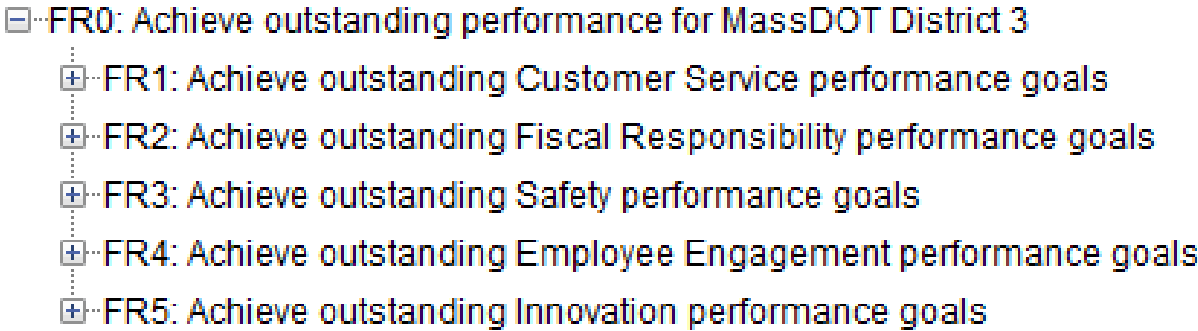 FR0: Achieve outstanding performance for MassDOT District 3
FR1: Achieve outstanding Customer Service performance goals
FR2: Achieve outstanding Fiscal Responsibility performance goals
FR3: Achieve outstanding Safety performance goals
FR4: Achieve outstanding Employee Engagement performance goals
FR5: Achieve outstanding Innovation performance goals